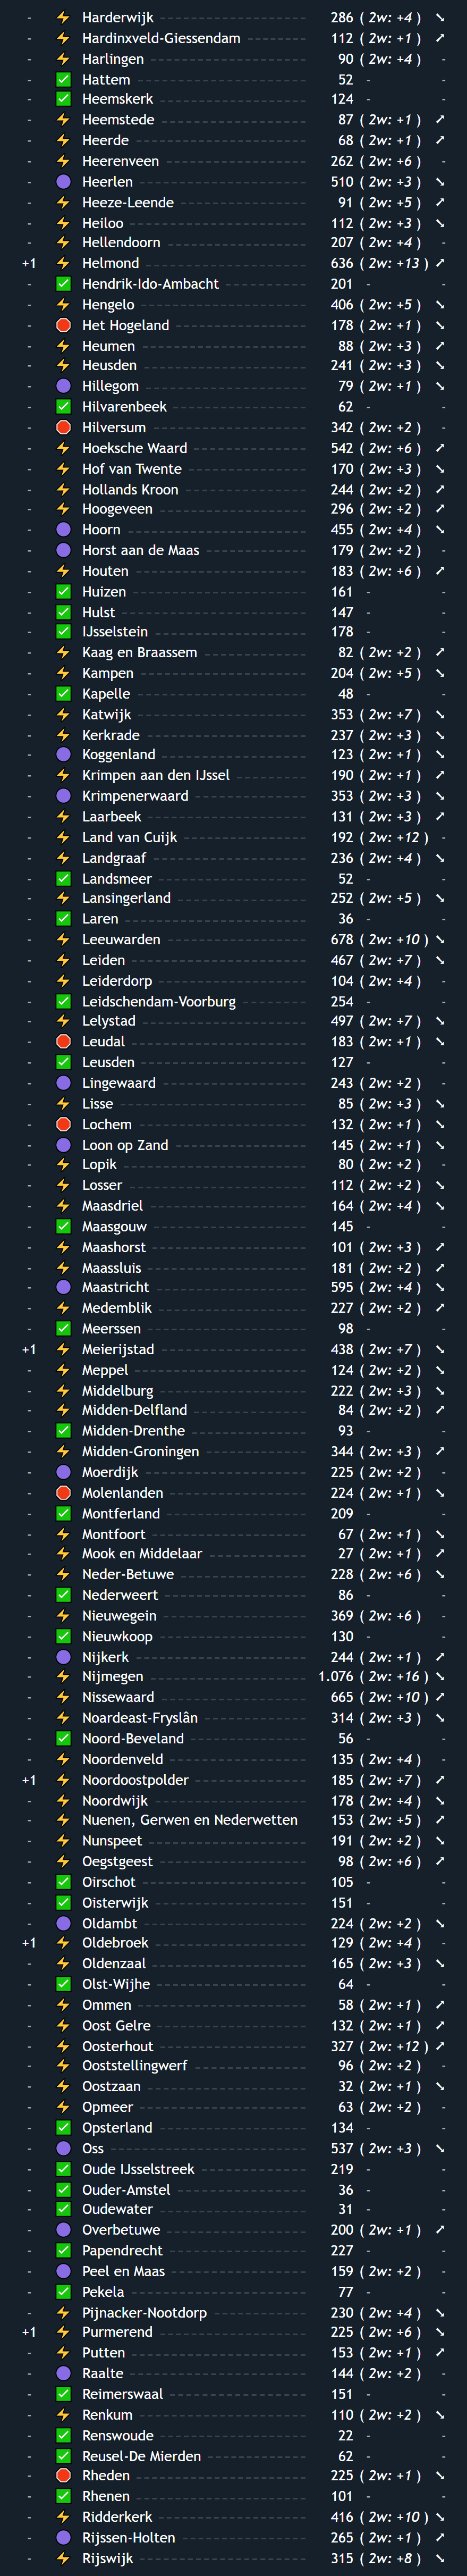 - ⚡ Harderwijk 286 ( 2w: +4 ) ↘
- ⚡ Hardinxveld-Giessendam 112 ( 2w: +1 ) ↗
- ⚡ Harlingen 90 ( 2w: +4 ) -
- ✅ Hattem 52 - -
- ✅ Heemskerk 124 - -
- ⚡ Heemstede 87 ( 2w: +1 ) ↗
- ⚡ Heerde 68 ( 2w: +1 ) ↗
- ⚡ Heerenveen 262 ( 2w: +6 ) -
- 🟣 Heerlen 510 ( 2w: +3 ) ↘
- ⚡ Heeze-Leende 91 ( 2w: +5 ) ↗
- ⚡ Heiloo 112 ( 2w: +3 ) ↘
- ⚡ Hellendoorn 207 ( 2w: +4 ) -
+1 ⚡ Helmond 636 ( 2w: +13 ) ↗
- ✅ Hendrik-Ido-Ambacht 201 - -
- ⚡ Hengelo 406 ( 2w: +5 ) ↘
- 🛑 Het Hogeland 178 ( 2w: +1 ) ↘
- ⚡ Heumen 88 ( 2w: +3 ) ↗
- ⚡ Heusden 241 ( 2w: +3 ) ↘
- 🟣 Hillegom 79 ( 2w: +1 ) ↘
- ✅ Hilvarenbeek 62 - -
- 🛑 Hilversum 342 ( 2w: +2 ) -
- ⚡ Hoeksche Waard 542 ( 2w: +6 ) ↗
- ⚡ Hof van Twente 170 ( 2w: +3 ) ↘
- ⚡ Hollands Kroon 244 ( 2w: +2 ) ↗
- ⚡ Hoogeveen 296 ( 2w: +2 ) ↗
- 🟣 Hoorn 455 ( 2w: +4 ) ↘
- 🟣 Horst aan de Maas 179 ( 2w: +2 ) -
- ⚡ Houten 183 ( 2w: +6 ) ↗
- ✅ Huizen 161 - -
- ✅ Hulst 147 - -
- ✅ IJsselstein 178 - -
- ⚡ Kaag en Braassem 82 ( 2w: +2 ) ↗
- ⚡ Kampen 204 ( 2w: +5 ) ↘
- ✅ Kapelle 48 - -
- ⚡ Katwijk 353 ( 2w: +7 ) ↘
- ⚡ Kerkrade 237 ( 2w: +3 ) ↘
- 🟣 Koggenland 123 ( 2w: +1 ) ↘
- ⚡ Krimpen aan den IJssel 190 ( 2w: +1 ) ↗
- 🟣 Krimpenerwaard 353 ( 2w: +3 ) ↘
- ⚡ Laarbeek 131 ( 2w: +3 ) ↗
- ⚡ Land van Cuijk 192 ( 2w: +12 ) -
- ⚡ Landgraaf 236 ( 2w: +4 ) ↘
- ✅ Landsmeer 52 - -
- ⚡ Lansingerland 252 ( 2w: +5 ) ↘
- ✅ Laren 36 - -
- ⚡ Leeuwarden 678 ( 2w: +10 ) ↘
- ⚡ Leiden 467 ( 2w: +7 ) ↘
- ⚡ Leiderdorp 104 ( 2w: +4 ) -
- ✅ Leidschendam-Voorburg 254 - -
- ⚡ Lelystad 497 ( 2w: +7 ) ↘
- 🛑 Leudal 183 ( 2w: +1 ) ↘
- ✅ Leusden 127 - -
- 🟣 Lingewaard 243 ( 2w: +2 ) -
- ⚡ Lisse 85 ( 2w: +3 ) ↘
- 🛑 Lochem 132 ( 2w: +1 ) ↘
- 🟣 Loon op Zand 145 ( 2w: +1 ) ↘
- ⚡ Lopik 80 ( 2w: +2 ) -
- ⚡ Losser 112 ( 2w: +2 ) ↘
- ⚡ Maasdriel 164 ( 2w: +4 ) ↘
- ✅ Maasgouw 145 - -
- ⚡ Maashorst 101 ( 2w: +3 ) ↗
- ⚡ Maassluis 181 ( 2w: +2 ) ↗
- 🟣 Maastricht 595 ( 2w: +4 ) ↘
- ⚡ Medemblik 227 ( 2w: +2 ) ↗
- ✅ Meerssen 98 - -
+1 ⚡ Meierijstad 438 ( 2w: +7 ) ↘
- ⚡ Meppel 124 ( 2w: +2 ) ↘
- ⚡ Middelburg 222 ( 2w: +3 ) ↘
- ⚡ Midden-Delfland 84 ( 2w: +2 ) ↗
- ✅ Midden-Drenthe 93 - -
- ⚡ Midden-Groningen 344 ( 2w: +3 ) ↗
- 🟣 Moerdijk 225 ( 2w: +2 ) -
- 🛑 Molenlanden 224 ( 2w: +1 ) ↘
- ✅ Montferland 209 - -
- ⚡ Montfoort 67 ( 2w: +1 ) ↘
- ⚡ Mook en Middelaar 27 ( 2w: +1 ) ↗
- ⚡ Neder-Betuwe 228 ( 2w: +6 ) ↘
- ✅ Nederweert 86 - -
- ⚡ Nieuwegein 369 ( 2w: +6 ) -
- ✅ Nieuwkoop 130 - -
- 🟣 Nijkerk 244 ( 2w: +1 ) ↗
- ⚡ Nijmegen 1.076 ( 2w: +16 ) ↘
- ⚡ Nissewaard 665 ( 2w: +10 ) ↗
- ⚡ Noardeast-Fryslân 314 ( 2w: +3 ) ↘
- ✅ Noord-Beveland 56 - -
- ⚡ Noordenveld 135 ( 2w: +4 ) -
+1 ⚡ Noordoostpolder 185 ( 2w: +7 ) ↗
- ⚡ Noordwijk 178 ( 2w: +4 ) ↘
- ⚡ Nuenen, Gerwen en Nederwetten 153 ( 2w: +5 ) ↗
- ⚡ Nunspeet 191 ( 2w: +2 ) ↘
- ⚡ Oegstgeest 98 ( 2w: +6 ) ↗
- ✅ Oirschot 105 - -
- ✅ Oisterwijk 151 - -
- 🟣 Oldambt 224 ( 2w: +2 ) ↘
+1 ⚡ Oldebroek 129 ( 2w: +4 ) -
- ⚡ Oldenzaal 165 ( 2w: +3 ) ↘
- ✅ Olst-Wijhe 64 - -
- ⚡ Ommen 58 ( 2w: +1 ) ↗
- ⚡ Oost Gelre 132 ( 2w: +1 ) ↗
- ⚡ Oosterhout 327 ( 2w: +12 ) ↗
- ⚡ Ooststellingwerf 96 ( 2w: +2 ) -
- ⚡ Oostzaan 32 ( 2w: +1 ) ↘
- ⚡ Opmeer 63 ( 2w: +2 ) -
- ✅ Opsterland 134 - -
- 🟣 Oss 537 ( 2w: +3 ) ↘
- ✅ Oude IJsselstreek 219 - -
- ✅ Ouder-Amstel 36 - -
- ✅ Oudewater 31 - -
- 🟣 Overbetuwe 200 ( 2w: +1 ) ↗
- ✅ Papendrecht 227 - -
- 🟣 Peel en Maas 159 ( 2w: +2 ) -
- ✅ Pekela 77 - -
- ⚡ Pijnacker-Nootdorp 230 ( 2w: +4 ) ↘
+1 ⚡ Purmerend 225 ( 2w: +6 ) ↘
- ⚡ Putten 153 ( 2w: +1 ) ↗
- 🟣 Raalte 144 ( 2w: +2 ) -
- ✅ Reimerswaal 151 - -
- ⚡ Renkum 110 ( 2w: +2 ) ↘
- ✅ Renswoude 22 - -
- ✅ Reusel-De Mierden 62 - -
- 🛑 Rheden 225 ( 2w: +1 ) ↘
- ✅ Rhenen 101 - -
- ⚡ Ridderkerk 416 ( 2w: +10 ) ↘
- 🟣 Rijssen-Holten 265 ( 2w: +1 ) ↗
- ⚡ Rijswijk 315 ( 2w: +8 ) ↘